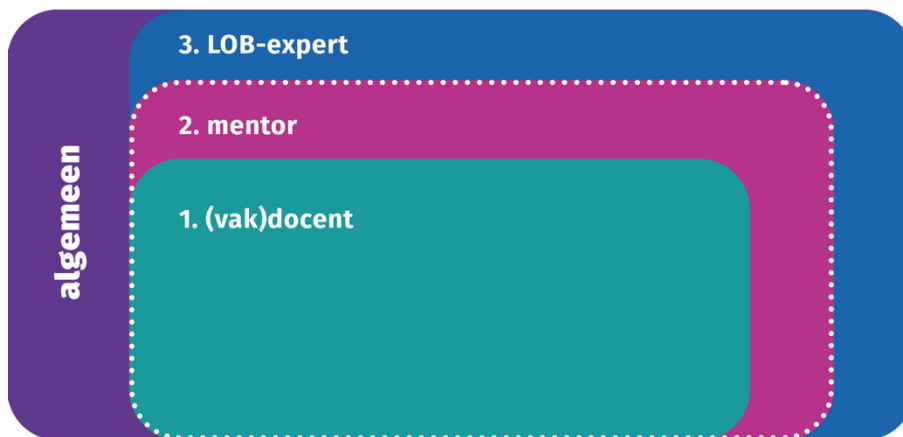 3. LOB-expert
2. mentor
1. (vak)docent
algemeen